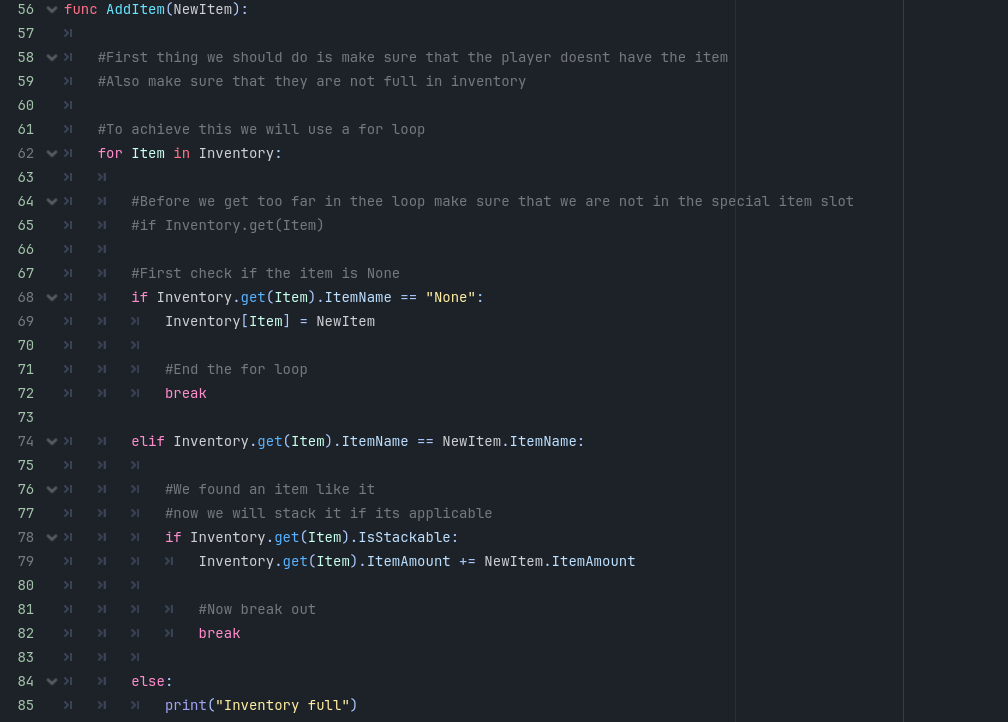 56 func AddItem(NewItem):
57
58 #First thing we should do is make sure that the player doesnt have the item
59 #Also make sure that they are not full in inventory
60
61 #To achieve this we will use a for loop
62 for Item in Inventory:
63
64 #Before we get too far in thee loop make sure that we are not in the special item slot
65 #if Inventory.get(Item)
66
67 #First check if the item is None
68 if Inventory.get(Item).ItemName == "None":
69 Inventory[Item] = NewItem
70
71 #End the for loop
72 break
73
74 elif Inventory.get(Item).ItemName == NewItem.ItemName:
75
76 #We found an item like it
77 #now we will stack it if its applicable
78 if Inventory.get(Item).IsStackable:
79 Inventory.get(Item).ItemAmount += NewItem.ItemAmount
80
81 #Now break out
82 break
83
84 else:
85 print("Inventory full")